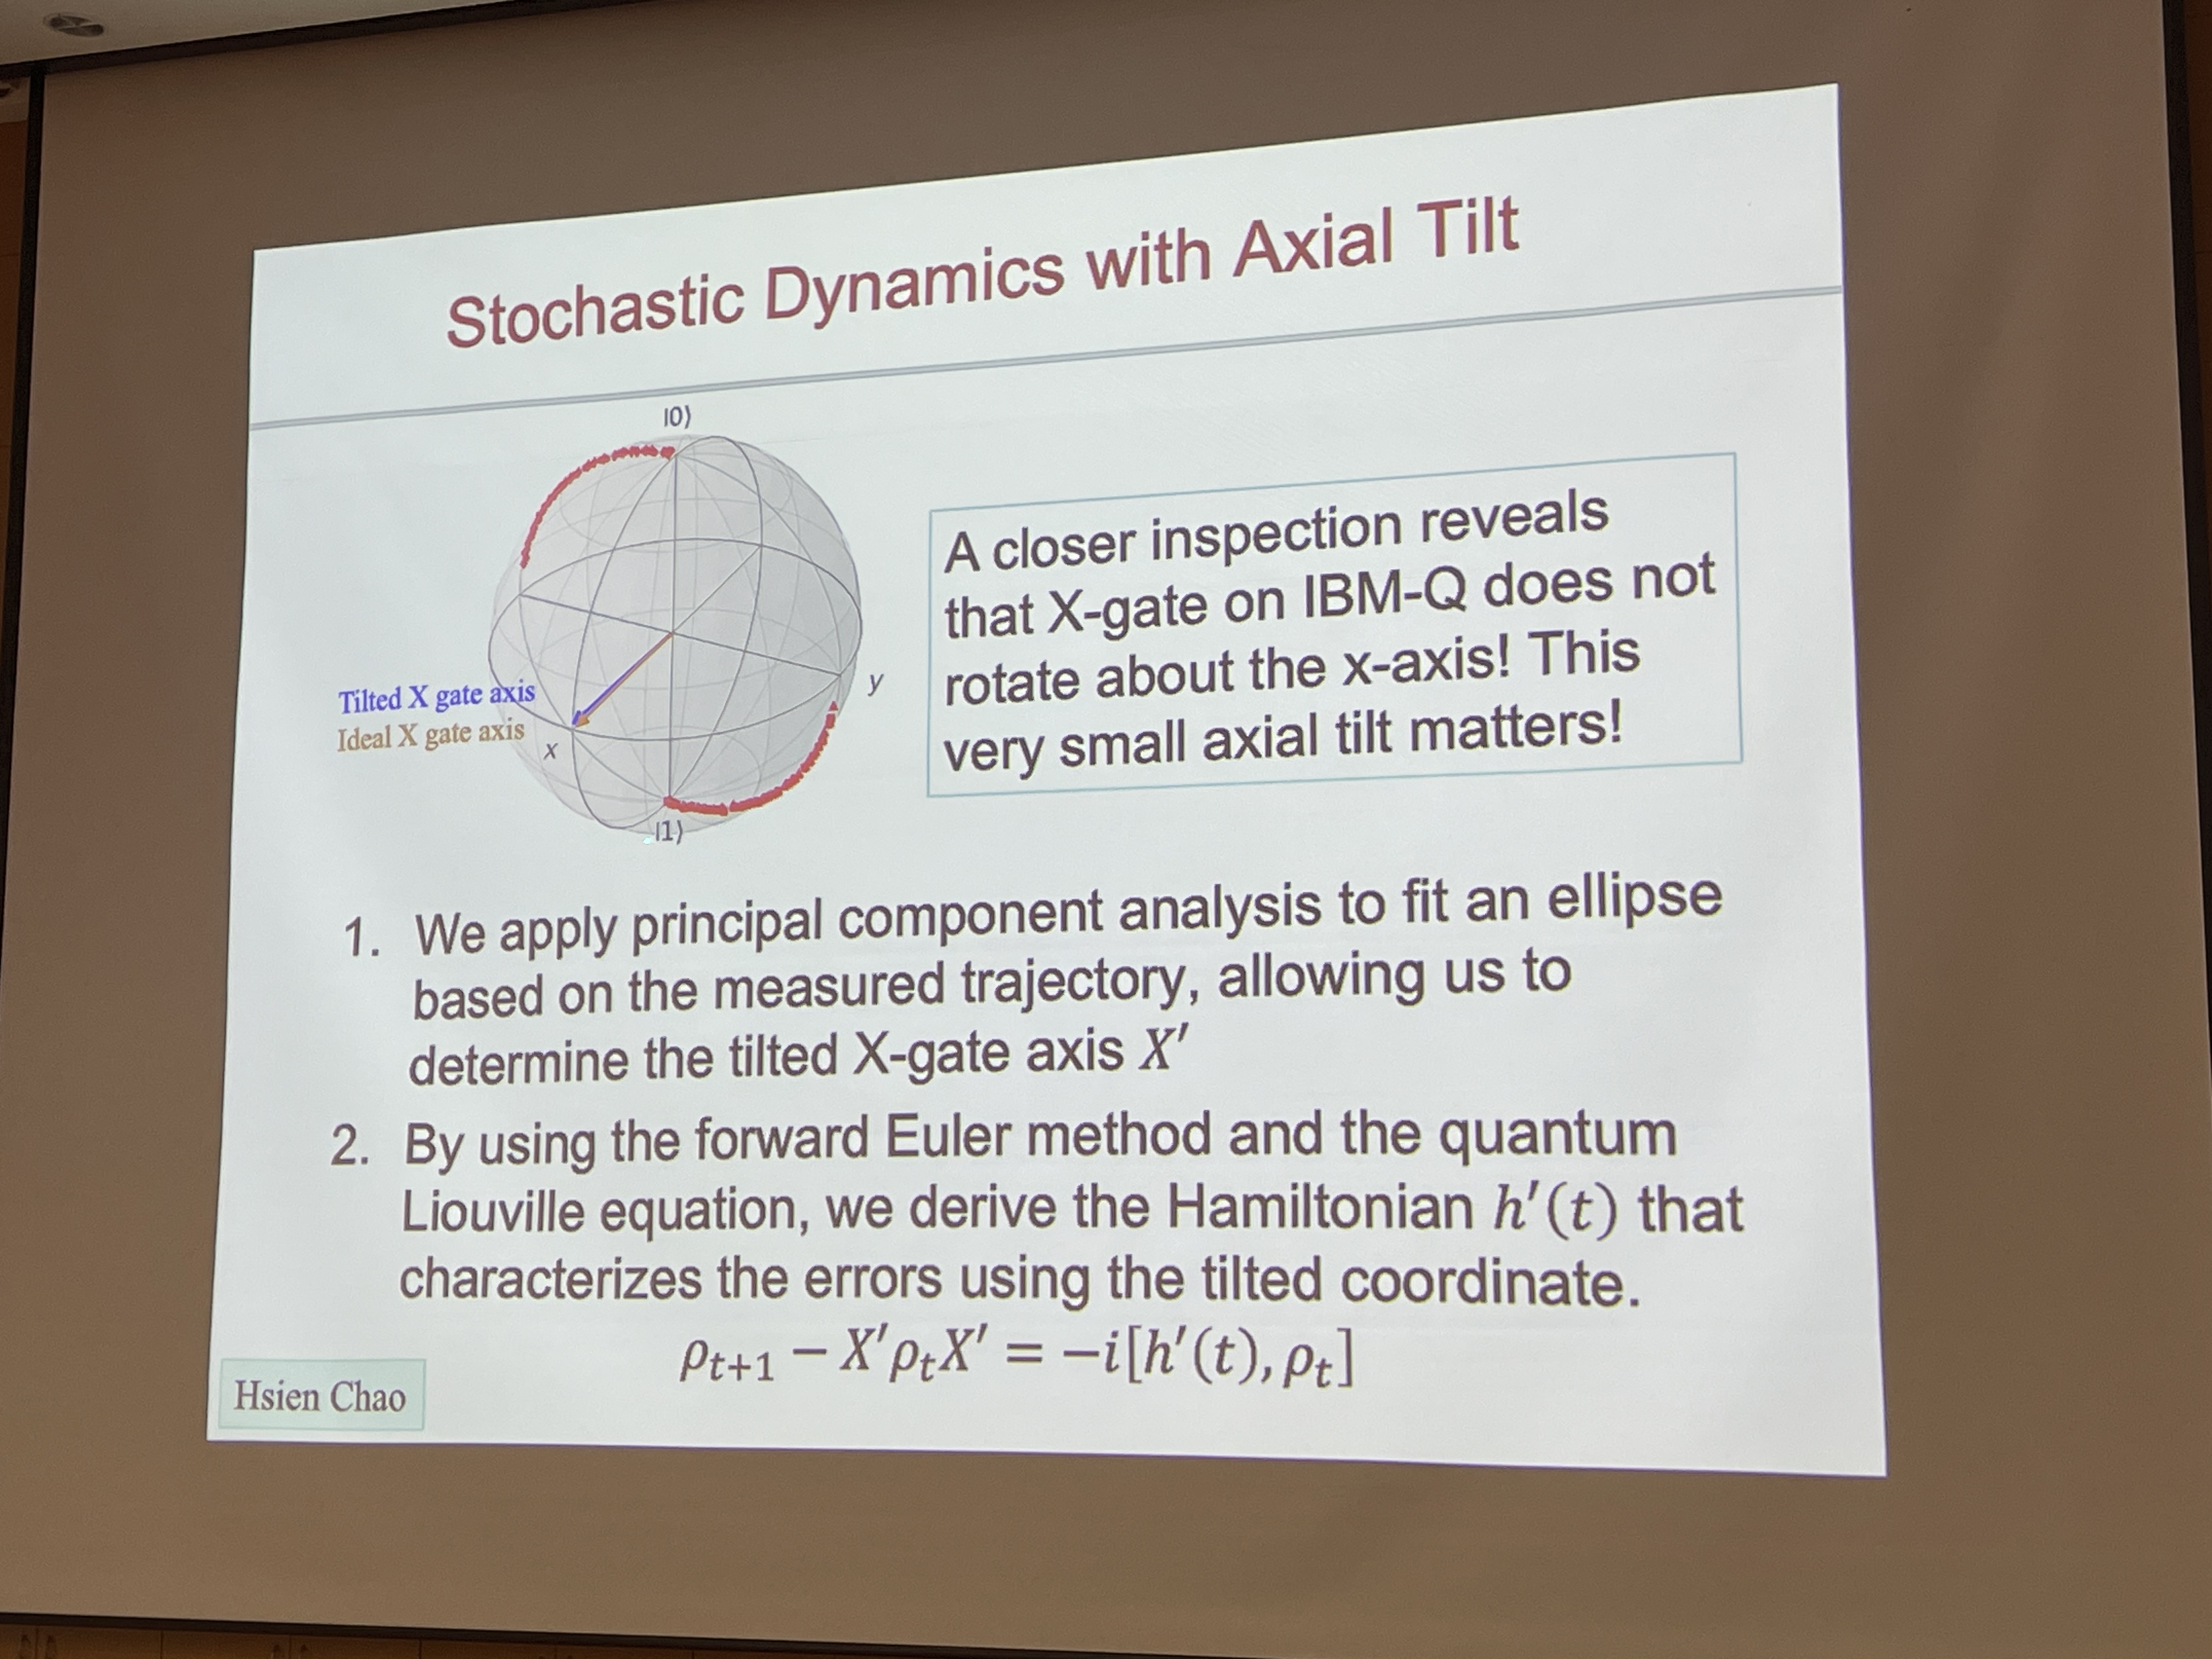 Stochastic Dynamics with Axial Tilt
|0⟩
Tilted X gate axis
Ideal X gate axis
x
y
|1⟩
A closer inspection reveals
that X-gate on IBM-Q does not
rotate about the x-axis! This
very small axial tilt matters!
1. We apply principal component analysis to fit an ellipse
based on the measured trajectory, allowing us to
determine the tilted X-gate axis X′
2. By using the forward Euler method and the quantum
Liouville equation, we derive the Hamiltonian h′(t) that
characterizes the errors using the tilted coordinate.
ρₜ₊₁ − X′ρₜX′ = −i[h′(t), ρₜ]
Hsien Chao